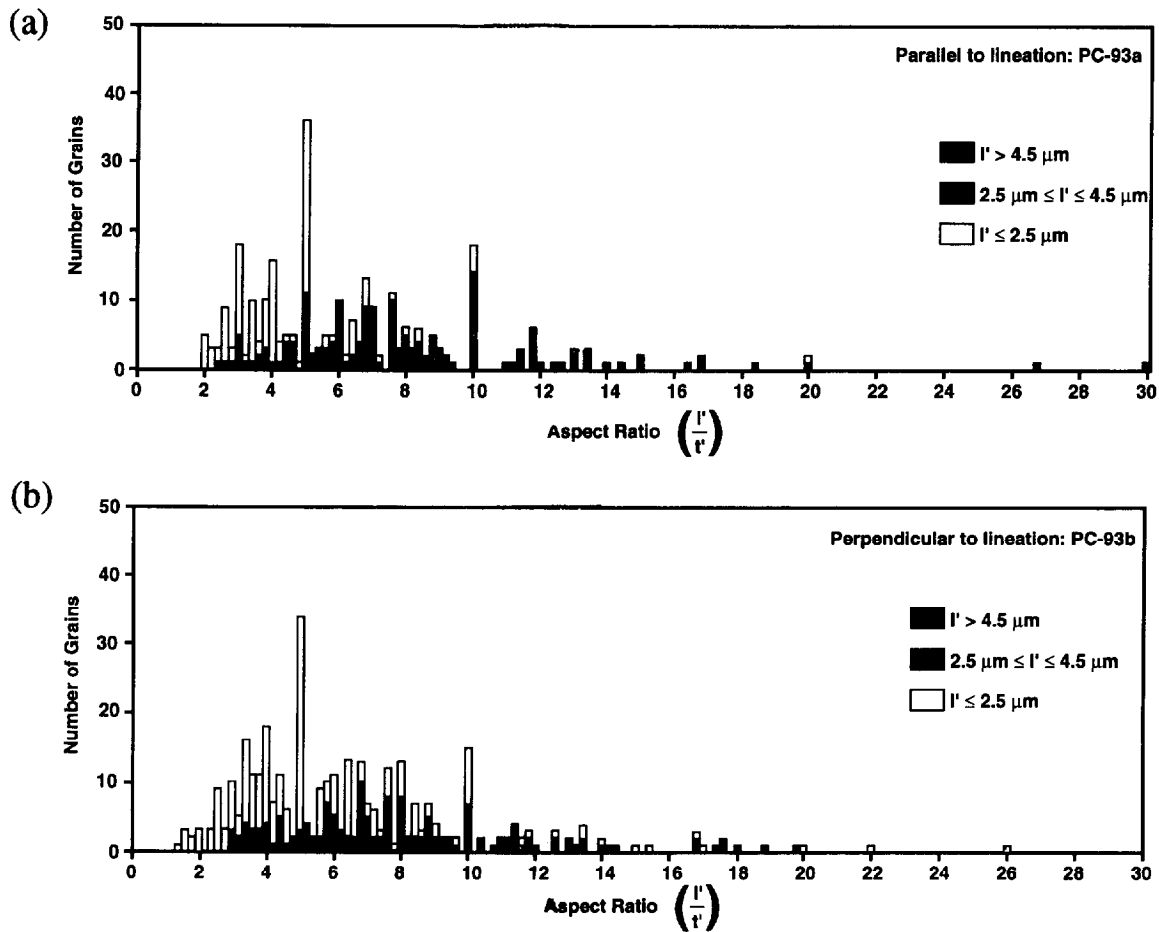 (a)
50
40
30
20
10
0
Number of Grains
Parallel to lineation: PC-93a
l' > 4.5 μm
2.5 μm ≤ l' ≤ 4.5 μm
l' ≤ 2.5 μm
0 2 4 6 8 10 12 14 16 18 20 22 24 26 28 30
Aspect Ratio (l'/t')
(b)
50
40
30
20
10
0
Number of Grains
Perpendicular to lineation: PC-93b
l' > 4.5 μm
2.5 μm ≤ l' ≤ 4.5 μm
l' ≤ 2.5 μm
0 2 4 6 8 10 12 14 16 18 20 22 24 26 28 30
Aspect Ratio (l'/t')